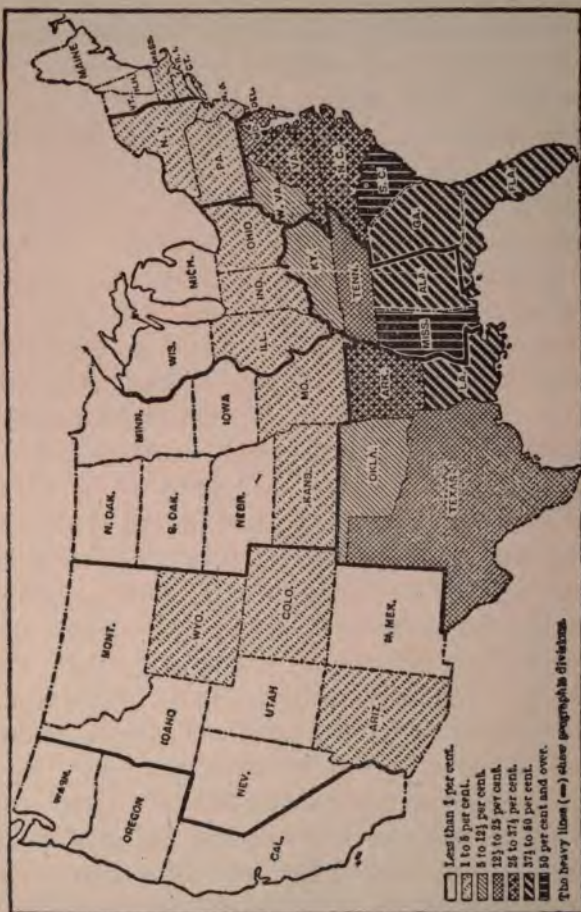 WASH.
OREGON
CAL.
NEV.
IDAHO
MONT.
WYO.
UTAH
COLO.
ARIZ.
N. MEX.
N. DAK.
S. DAK.
NEBR.
KANS.
OKLA.
TEXAS
MINN.
IOWA
MO.
ARK.
LA.
WIS.
ILL.
MICH.
IND.
OHIO
KY.
TENN.
MISS.
ALA.
GA.
FLA.
S. C.
N. C.
VA.
W. VA.
PA.
N. Y.
VT.
MAINE
MASS.
CT.
DEL.
Less than 1 per cent.
1 to 5 per cent.
5 to 12½ per cent.
12½ to 25 per cent.
25 to 37½ per cent.
37½ to 50 per cent.
50 per cent and over.
The heavy lines (━) show geographic divisions.